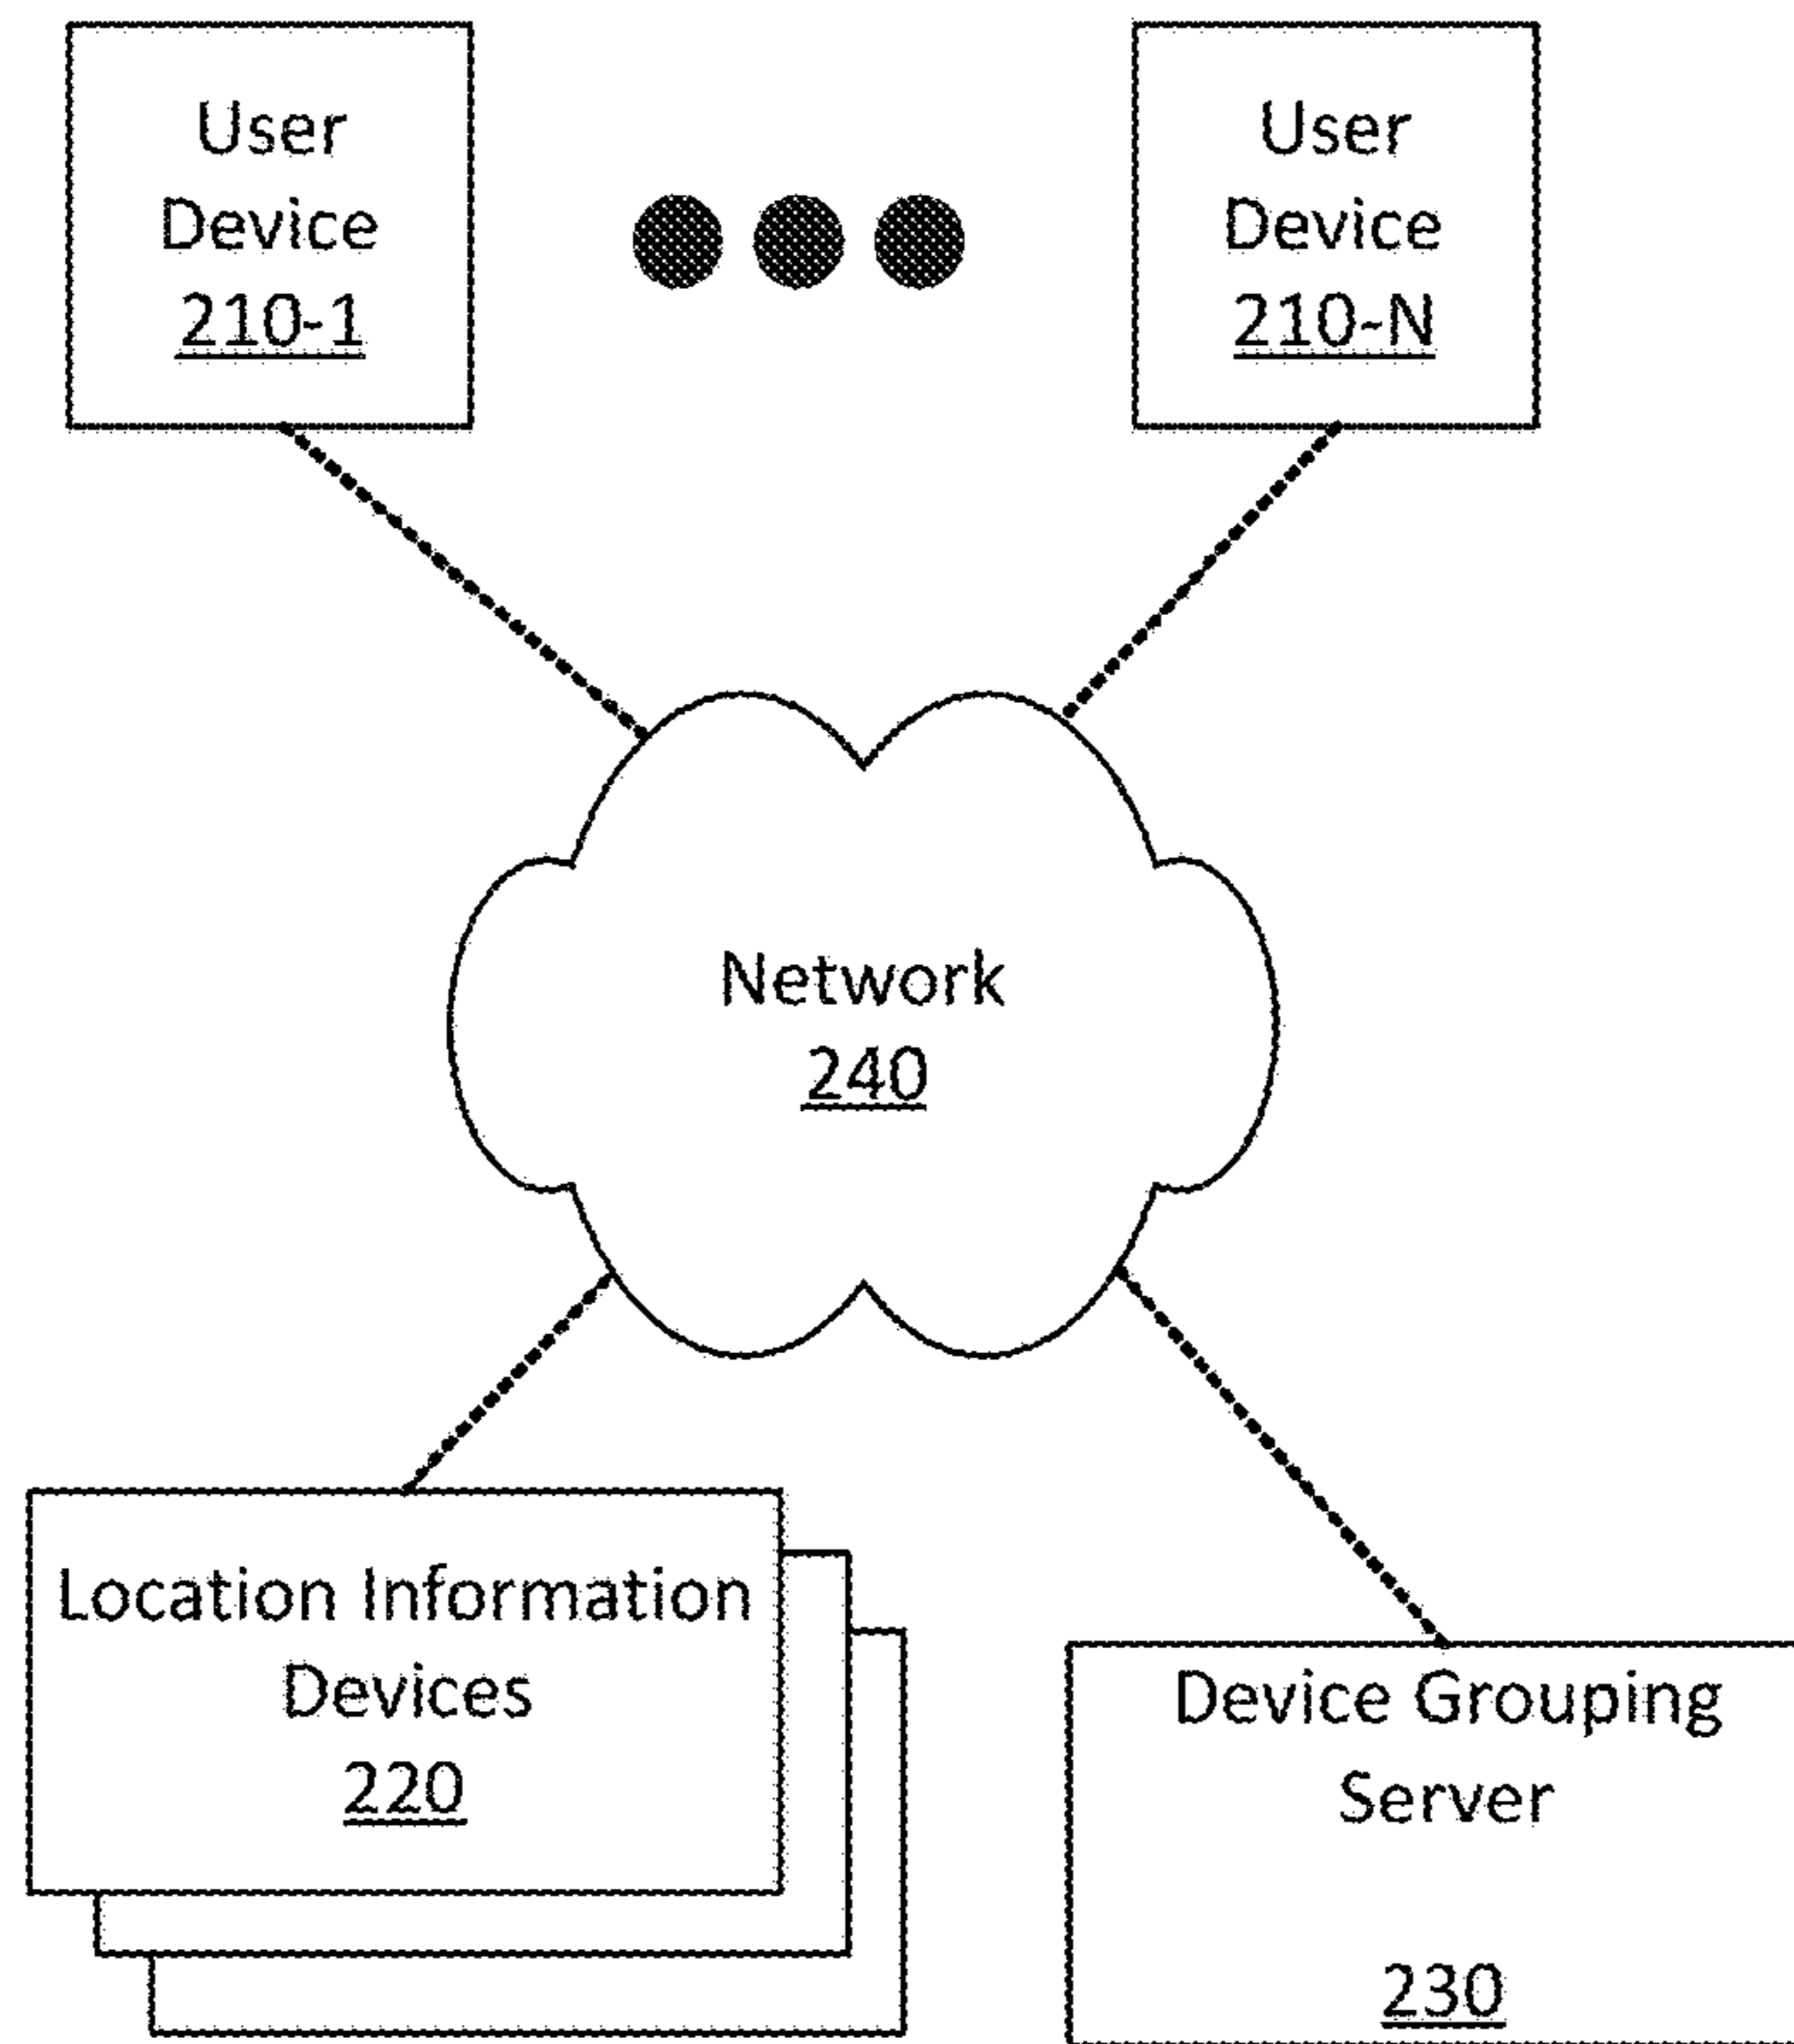 User
Device
210-1
User
Device
210-N
Network
240
Location Information
Devices
220
Device Grouping
Server
230